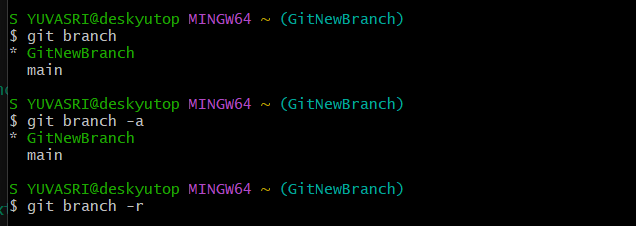 S YUVASRI@deskyutop MINGW64 ~ (GitNewBranch)
$ git branch
* GitNewBranch
  main
S YUVASRI@deskyutop MINGW64 ~ (GitNewBranch)
$ git branch -a
* GitNewBranch
  main
S YUVASRI@deskyutop MINGW64 ~ (GitNewBranch)
$ git branch -r